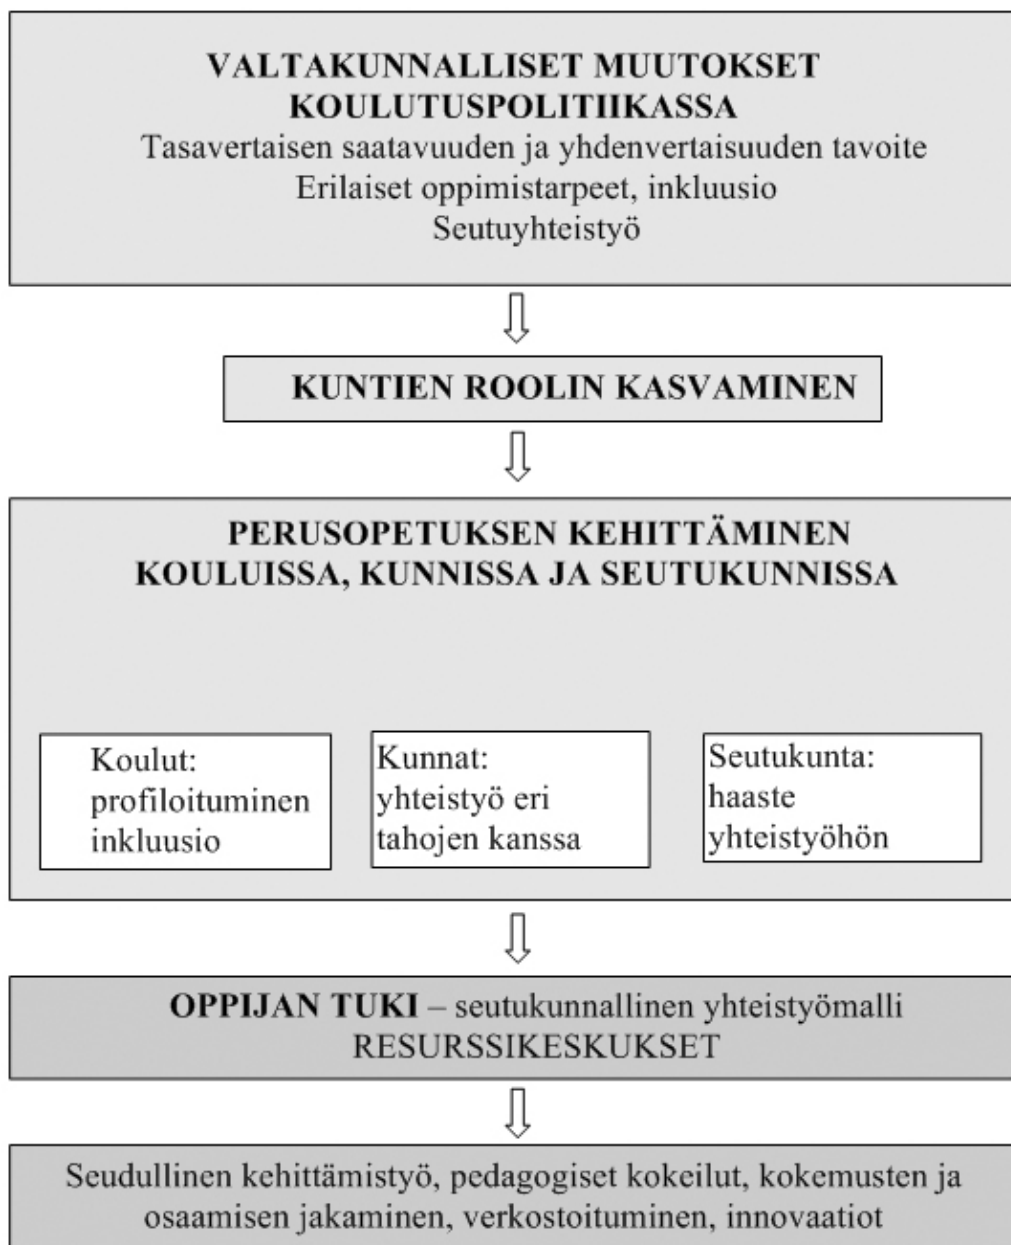 VALTAKUNNALLISET MUUTOKSET
KOULUTUSPOLITIIKASSA
Tasavertaisen saatavuuden ja yhdenvertaisuuden tavoite
Erilaiset oppimistarpeet, inkluusio
Seutuyhteistyö
KUNTIEN ROOLIN KASVAMINEN
PERUSOPETUKSEN KEHITTÄMINEN
KOULUISSA, KUNNISSA JA SEUTUKUNNISSA
Koulut:
profiloituminen
inkluusio
Kunnat:
yhteistyö eri
tahojen kanssa
Seutukunta:
haaste
yhteistyöhön
OPPIJAN TUKI – seutukunnallinen yhteistyömalli
RESURSSIKESKUKSET
Seudullinen kehittämistyö, pedagogiset kokeilut, kokemusten ja
osaamisen jakaminen, verkostoituminen, innovaatiot